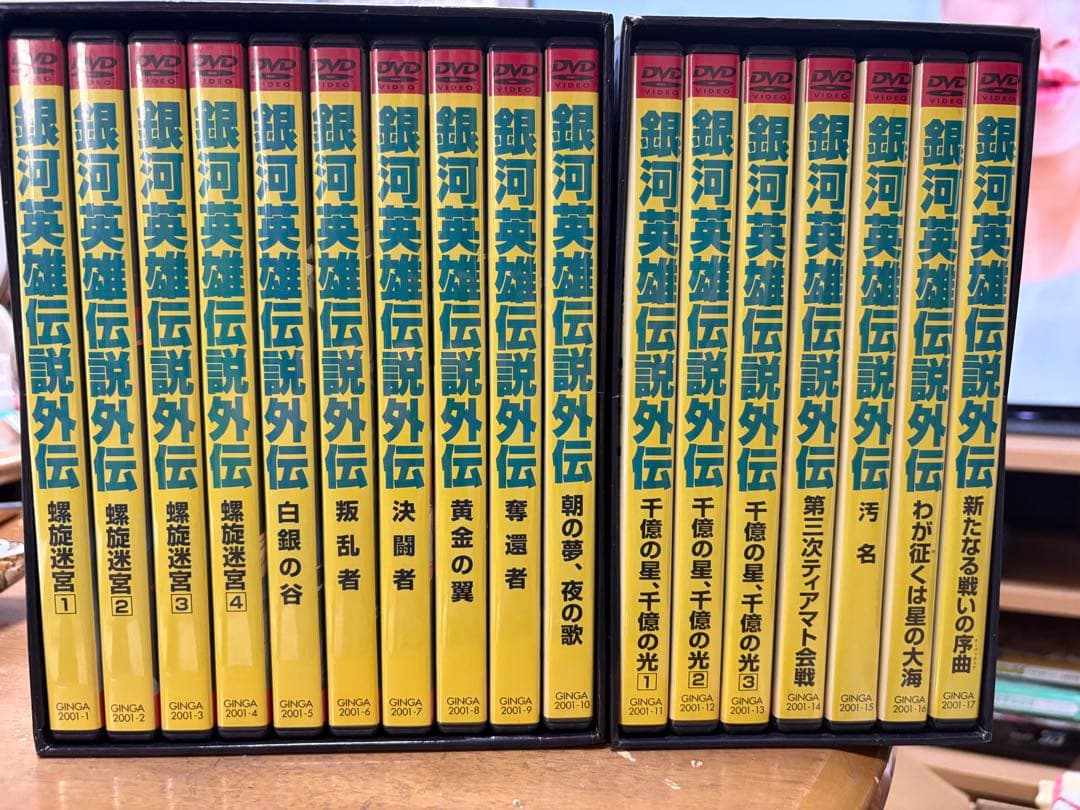 DVD
VIDEO
銀河英雄伝説外伝
螺旋迷宮1
GINGA
2001-1
DVD
VIDEO
銀河英雄伝説外伝
螺旋迷宮2
GINGA
2001-2
DVD
VIDEO
銀河英雄伝説外伝
螺旋迷宮3
GINGA
2001-3
DVD
VIDEO
銀河英雄伝説外伝
螺旋迷宮4
GINGA
2001-4
DVD
VIDEO
銀河英雄伝説外伝
白銀の谷
GINGA
2001-5
DVD
VIDEO
銀河英雄伝説外伝
叛乱者
GINGA
2001-6
DVD
VIDEO
銀河英雄伝説外伝
決闘者
GINGA
2001-7
DVD
VIDEO
銀河英雄伝説外伝
黄金の翼
GINGA
2001-8
DVD
VIDEO
銀河英雄伝説外伝
奪還者
GINGA
2001-9
DVD
VIDEO
銀河英雄伝説外伝
朝の夢、夜の歌
GINGA
2001-10
DVD
VIDEO
銀河英雄伝説外伝
千億の星、千億の光1
GINGA
2001-11
DVD
VIDEO
銀河英雄伝説外伝
千億の星、千億の光2
GINGA
2001-12
DVD
VIDEO
銀河英雄伝説外伝
千億の星、千億の光3
GINGA
2001-13
DVD
VIDEO
銀河英雄伝説外伝
第三次ティアマト会戦
GINGA
2001-14
DVD
VIDEO
銀河英雄伝説外伝
汚名
GINGA
2001-15
DVD
VIDEO
銀河英雄伝説外伝
わが征くは星の大海
GINGA
2001-16
DVD
VIDEO
銀河英雄伝説外伝
新たなる戦いの序曲
GINGA
2001-17